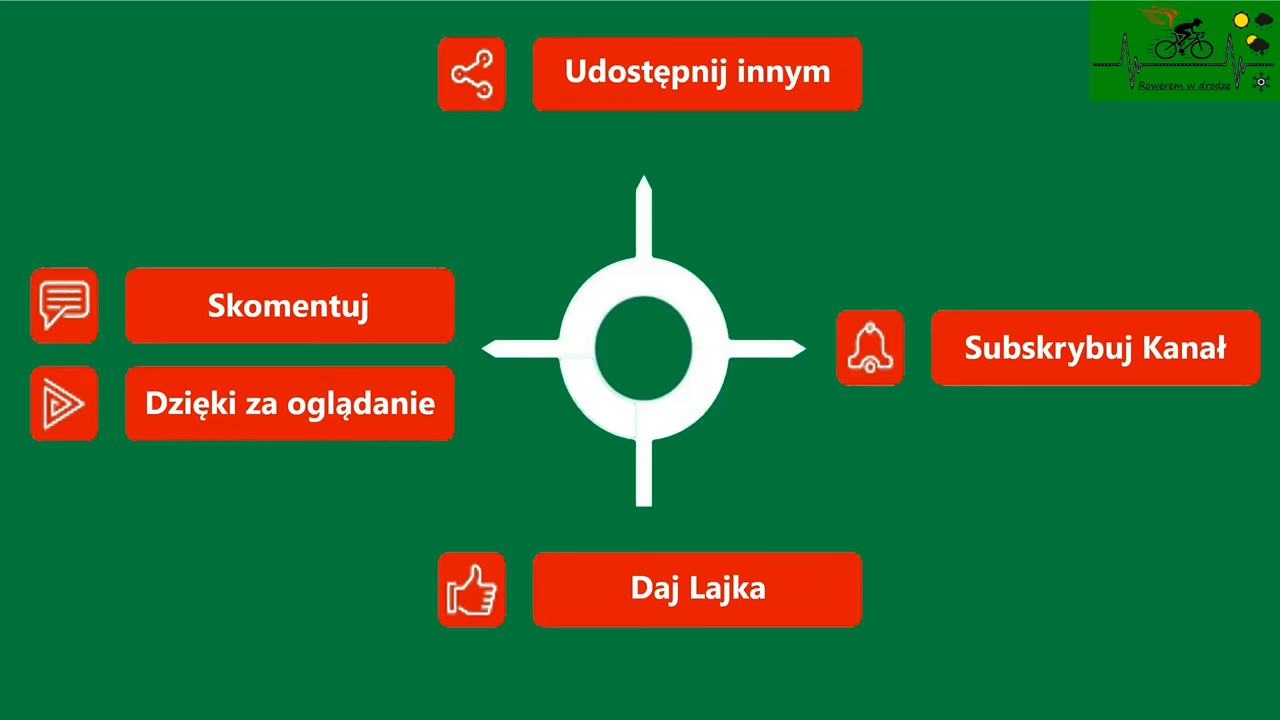 Udostępnij innym
Rowerem w drodze
Skomentuj
Dzięki za oglądanie
Subskrybuj Kanał
Daj Lajka